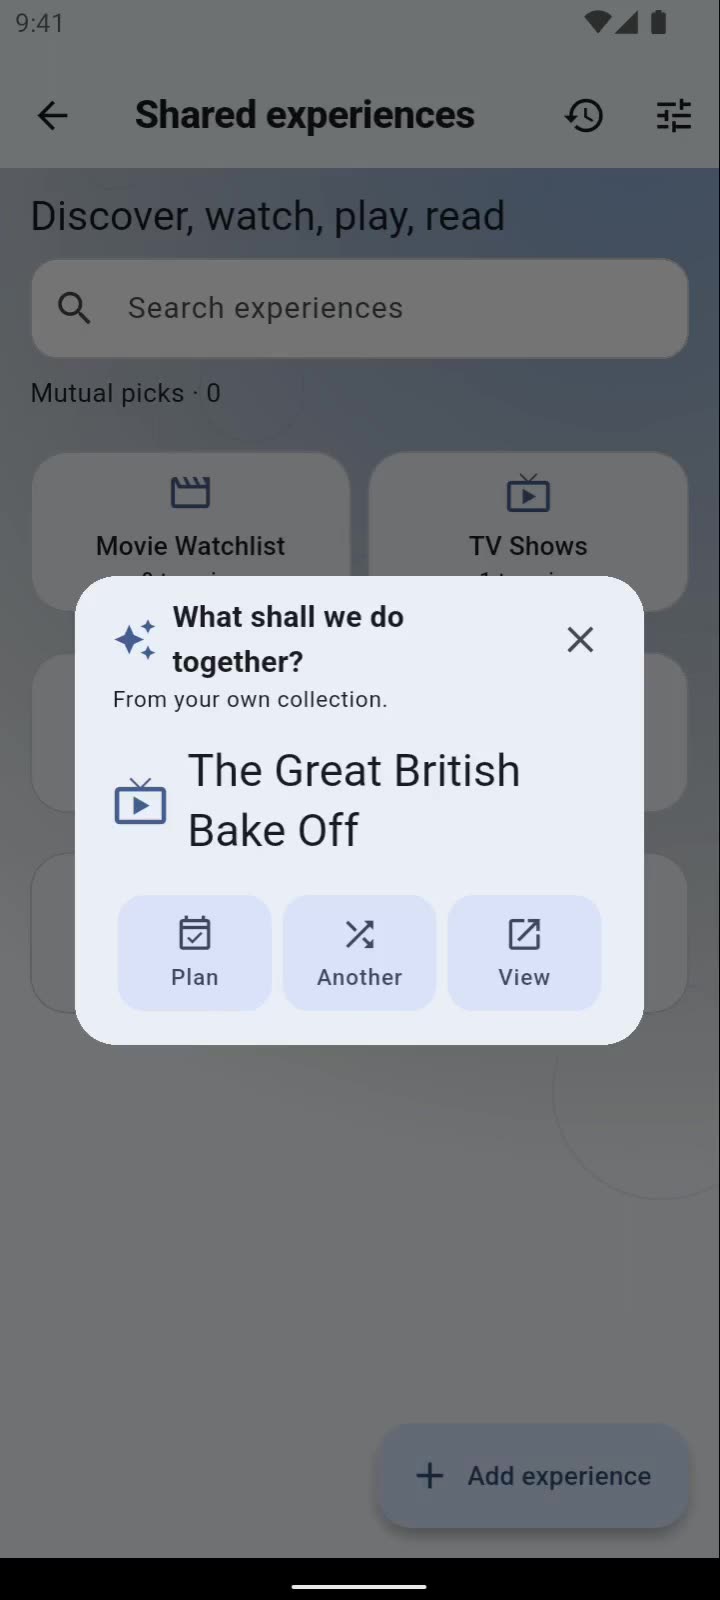 9:41
Shared experiences
Discover, watch, play, read
Search experiences
Mutual picks · 0
Movie Watchlist
TV Shows
What shall we do
together?
From your own collection.
The Great British
Bake Off
Plan
Another
View
Add experience